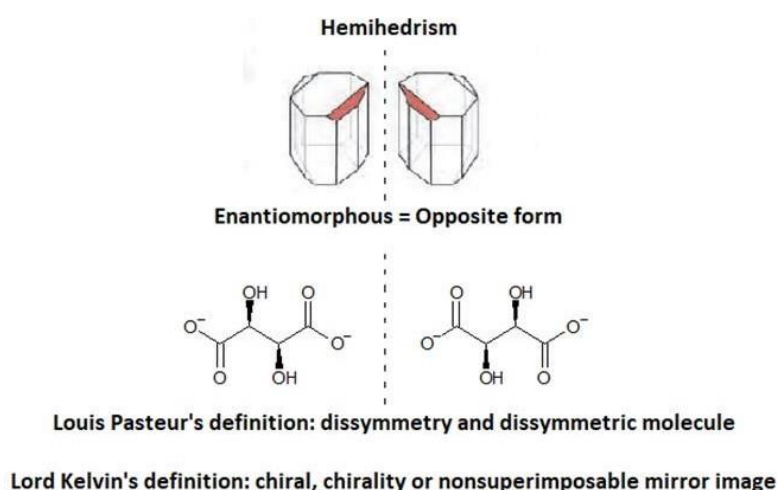 Hemihedrism
Enantiomorphous = Opposite form
OH O O OH
O⁻ O⁻ O⁻ O⁻
O OH OH O
Louis Pasteur's definition: dissymmetry and dissymmetric molecule
Lord Kelvin's definition: chiral, chirality or nonsuperimposable mirror image